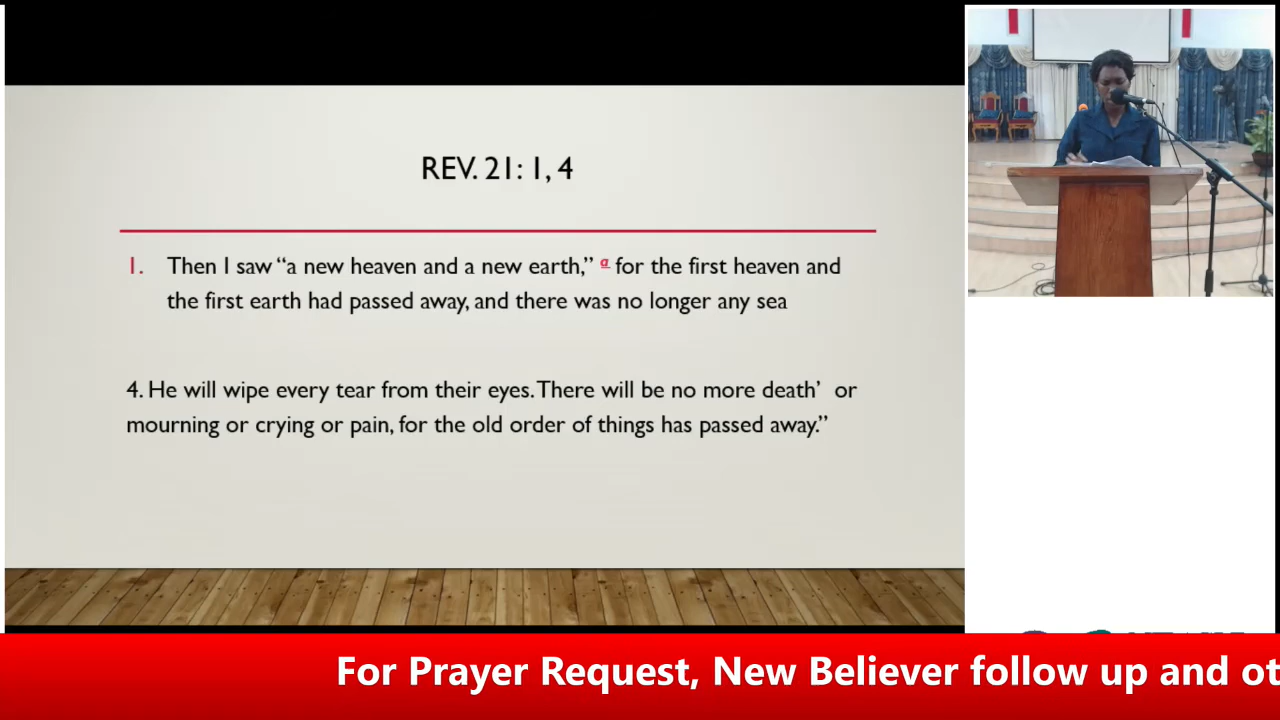 REV. 21: 1, 4
1. Then I saw “a new heaven and a new earth,” a for the first heaven and
the first earth had passed away, and there was no longer any sea
4. He will wipe every tear from their eyes. There will be no more death’ or
mourning or crying or pain, for the old order of things has passed away.”
For Prayer Request, New Believer follow up and ot